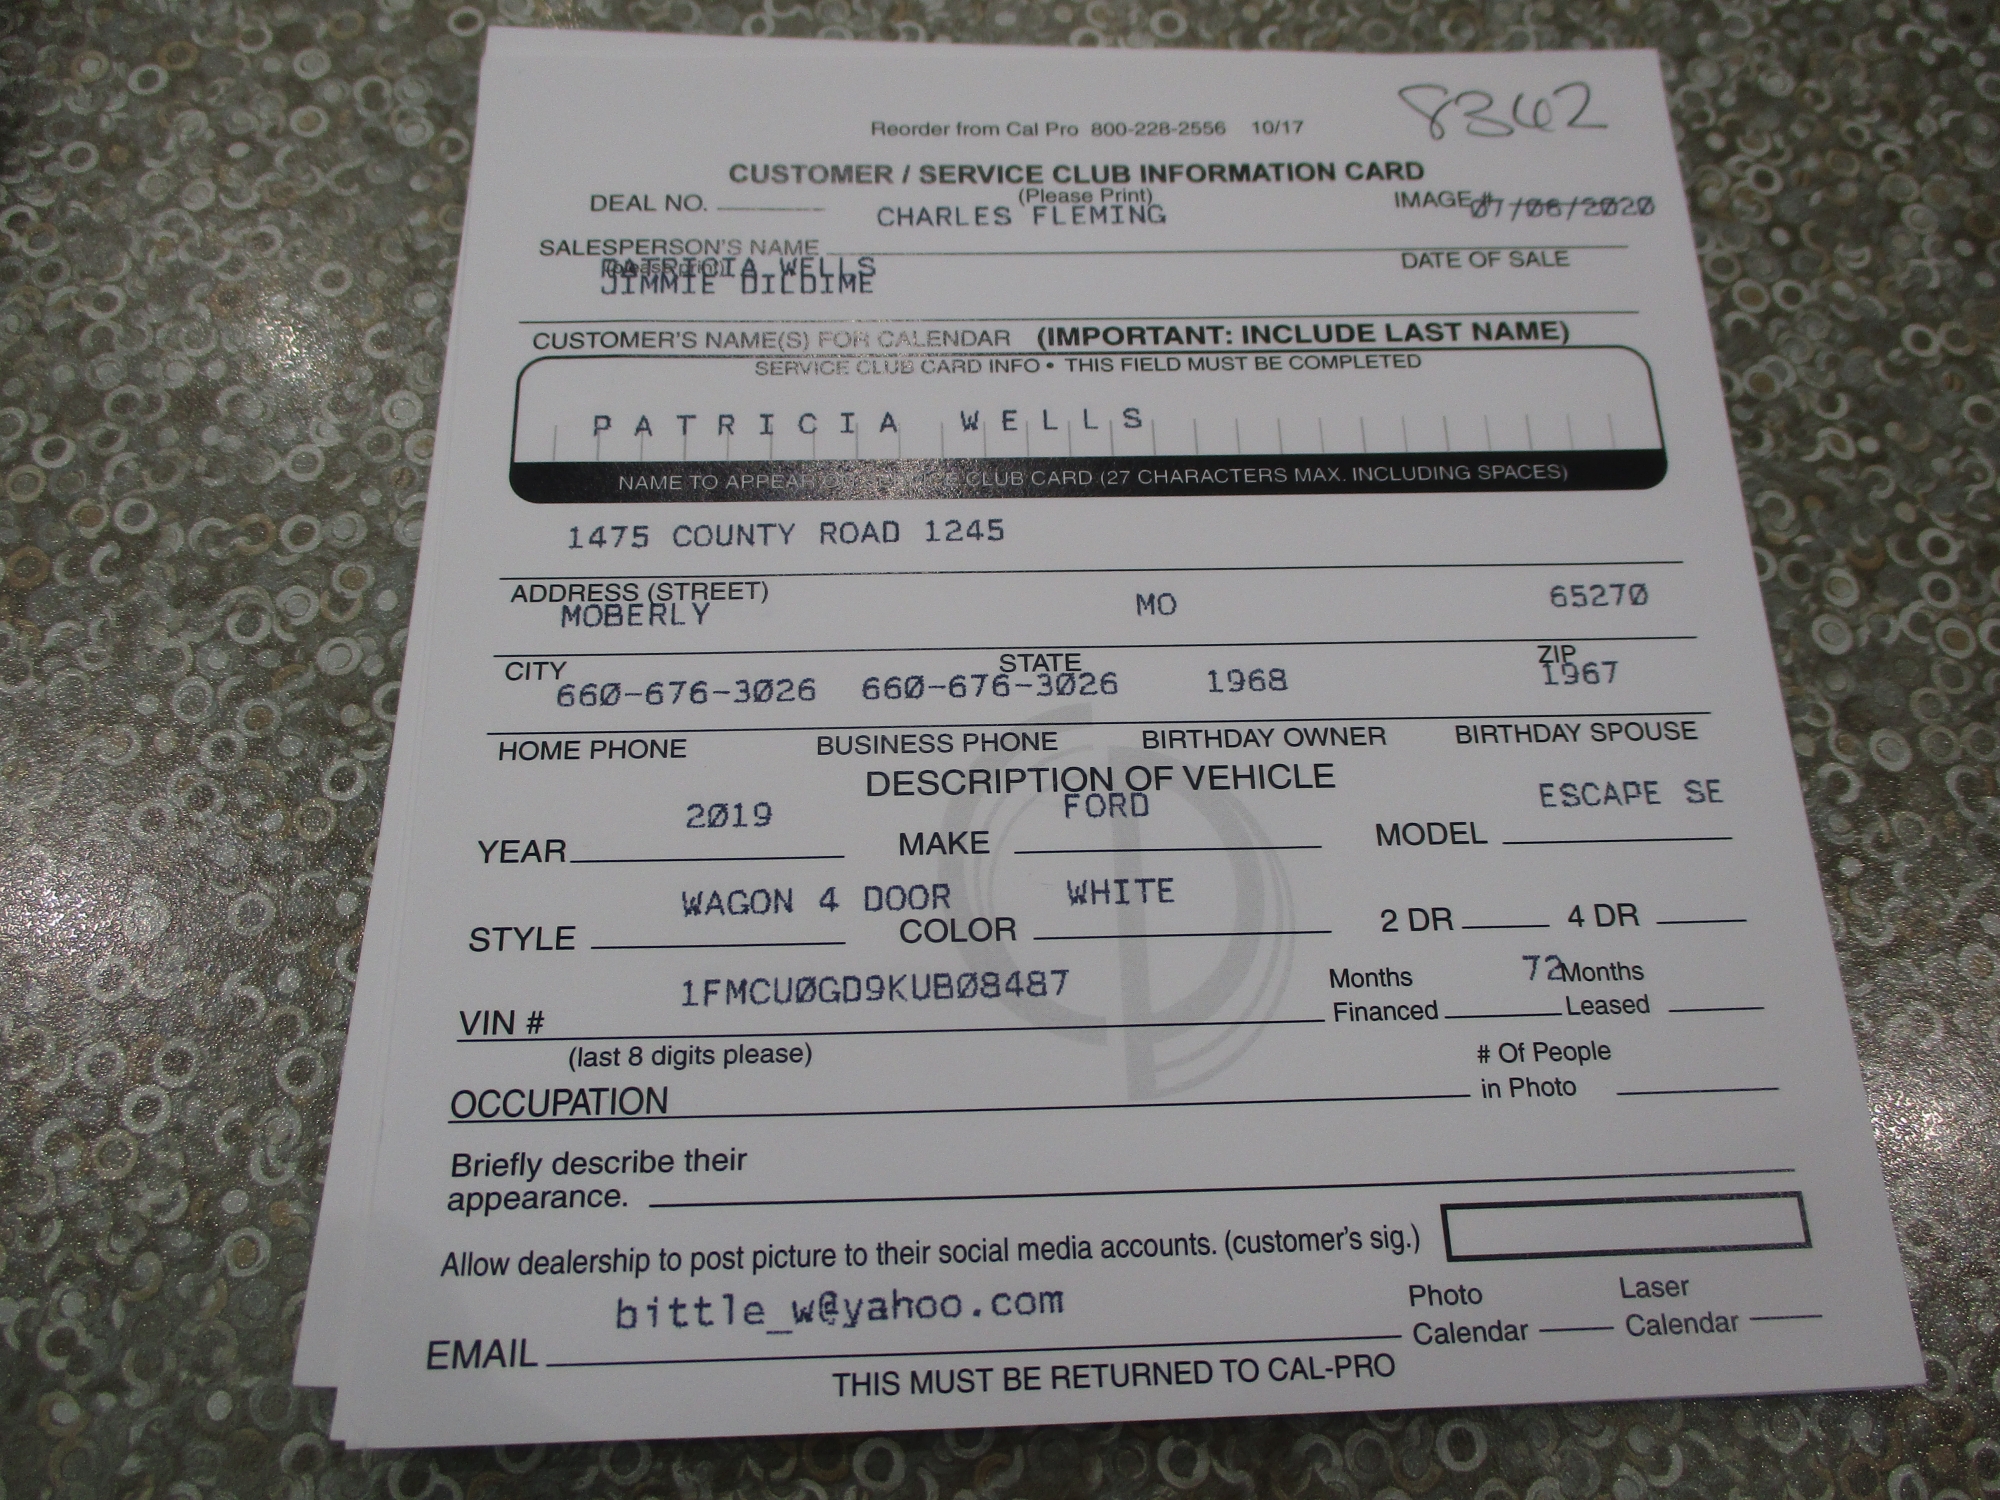 8362
Reorder from Cal Pro 800-228-2556 10/17
CUSTOMER / SERVICE CLUB INFORMATION CARD
DEAL NO. (Please Print) IMAGE # 07/08/2020
CHARLES FLEMING
SALESPERSON'S NAME DATE OF SALE
(please print)
PATRICIA WELLS
JIMMIE DILDIME
CUSTOMER'S NAME(S) FOR CALENDAR (IMPORTANT: INCLUDE LAST NAME)
SERVICE CLUB CARD INFO • THIS FIELD MUST BE COMPLETED
PATRICIA WELLS
NAME TO APPEAR ON SERVICE CLUB CARD (27 CHARACTERS MAX. INCLUDING SPACES)
1475 COUNTY ROAD 1245
ADDRESS (STREET)
MOBERLY MO 65270
CITY STATE ZIP
660-676-3026 660-676-3026 1968 1967
HOME PHONE BUSINESS PHONE BIRTHDAY OWNER BIRTHDAY SPOUSE
DESCRIPTION OF VEHICLE
2019 FORD ESCAPE SE
YEAR MAKE MODEL
WAGON 4 DOOR WHITE
STYLE COLOR 2 DR 4 DR
1FMCU0GD9KUB08487 Months 72 Months
VIN # Financed Leased
(last 8 digits please) # Of People
OCCUPATION in Photo
Briefly describe their
appearance.
Allow dealership to post picture to their social media accounts. (customer's sig.)
bittle_w@yahoo.com Photo Laser
EMAIL Calendar Calendar
THIS MUST BE RETURNED TO CAL-PRO